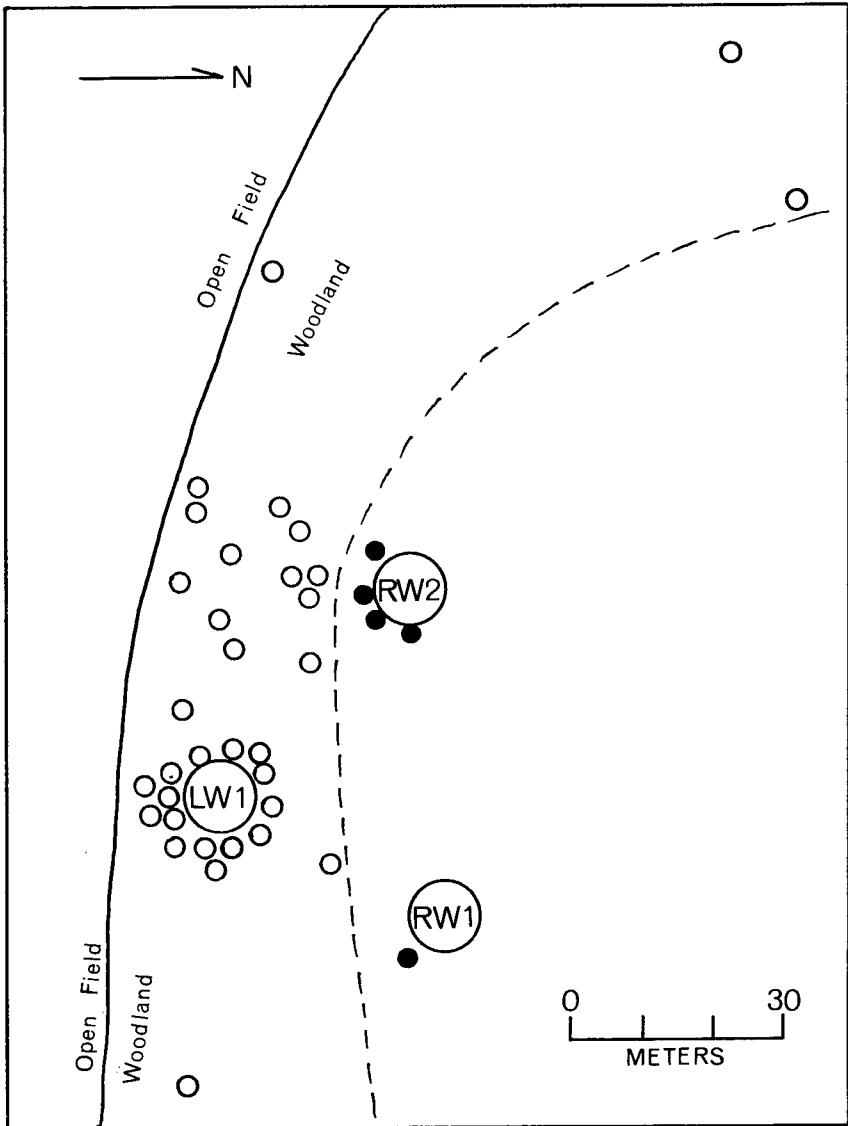 N
Open Field
Woodland
RW2
LW1
RW1
Open Field
Woodland
0 30
METERS